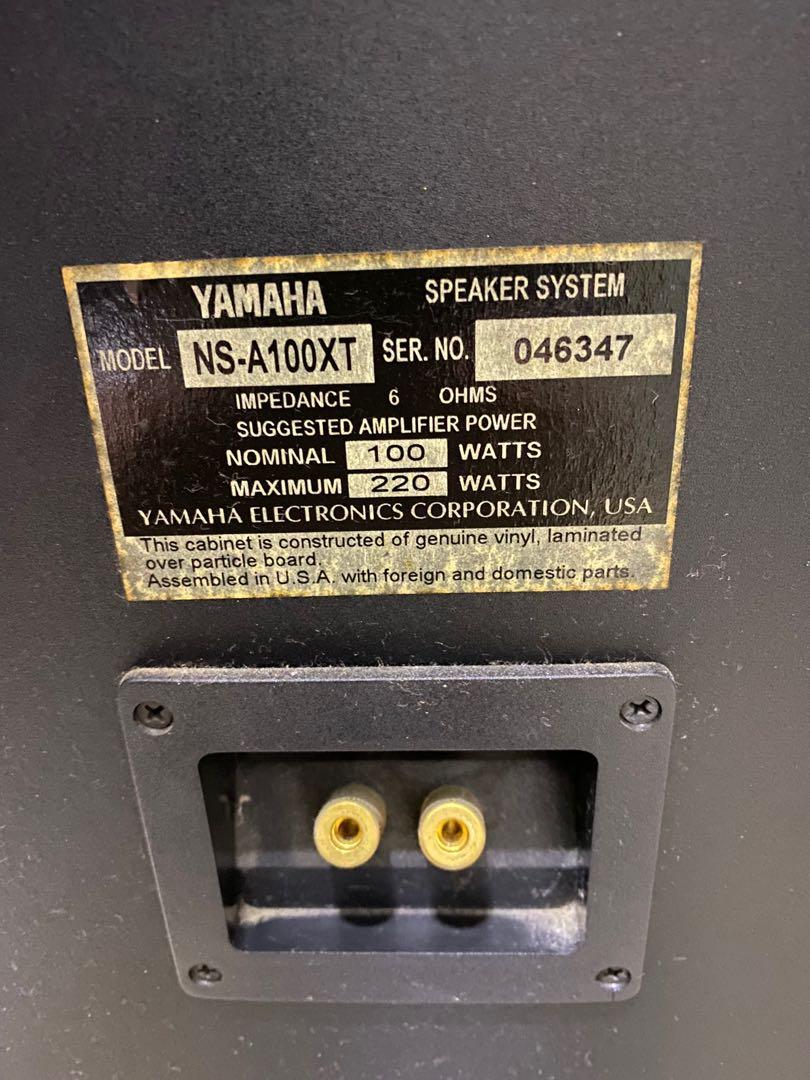 YAMAHA SPEAKER SYSTEM
MODEL NS-A100XT SER. NO. 046347
IMPEDANCE 6 OHMS
SUGGESTED AMPLIFIER POWER
NOMINAL 100 WATTS
MAXIMUM 220 WATTS
YAMAHA ELECTRONICS CORPORATION, USA
This cabinet is constructed of genuine vinyl, laminated
over particle board.
Assembled in U.S.A. with foreign and domestic parts.